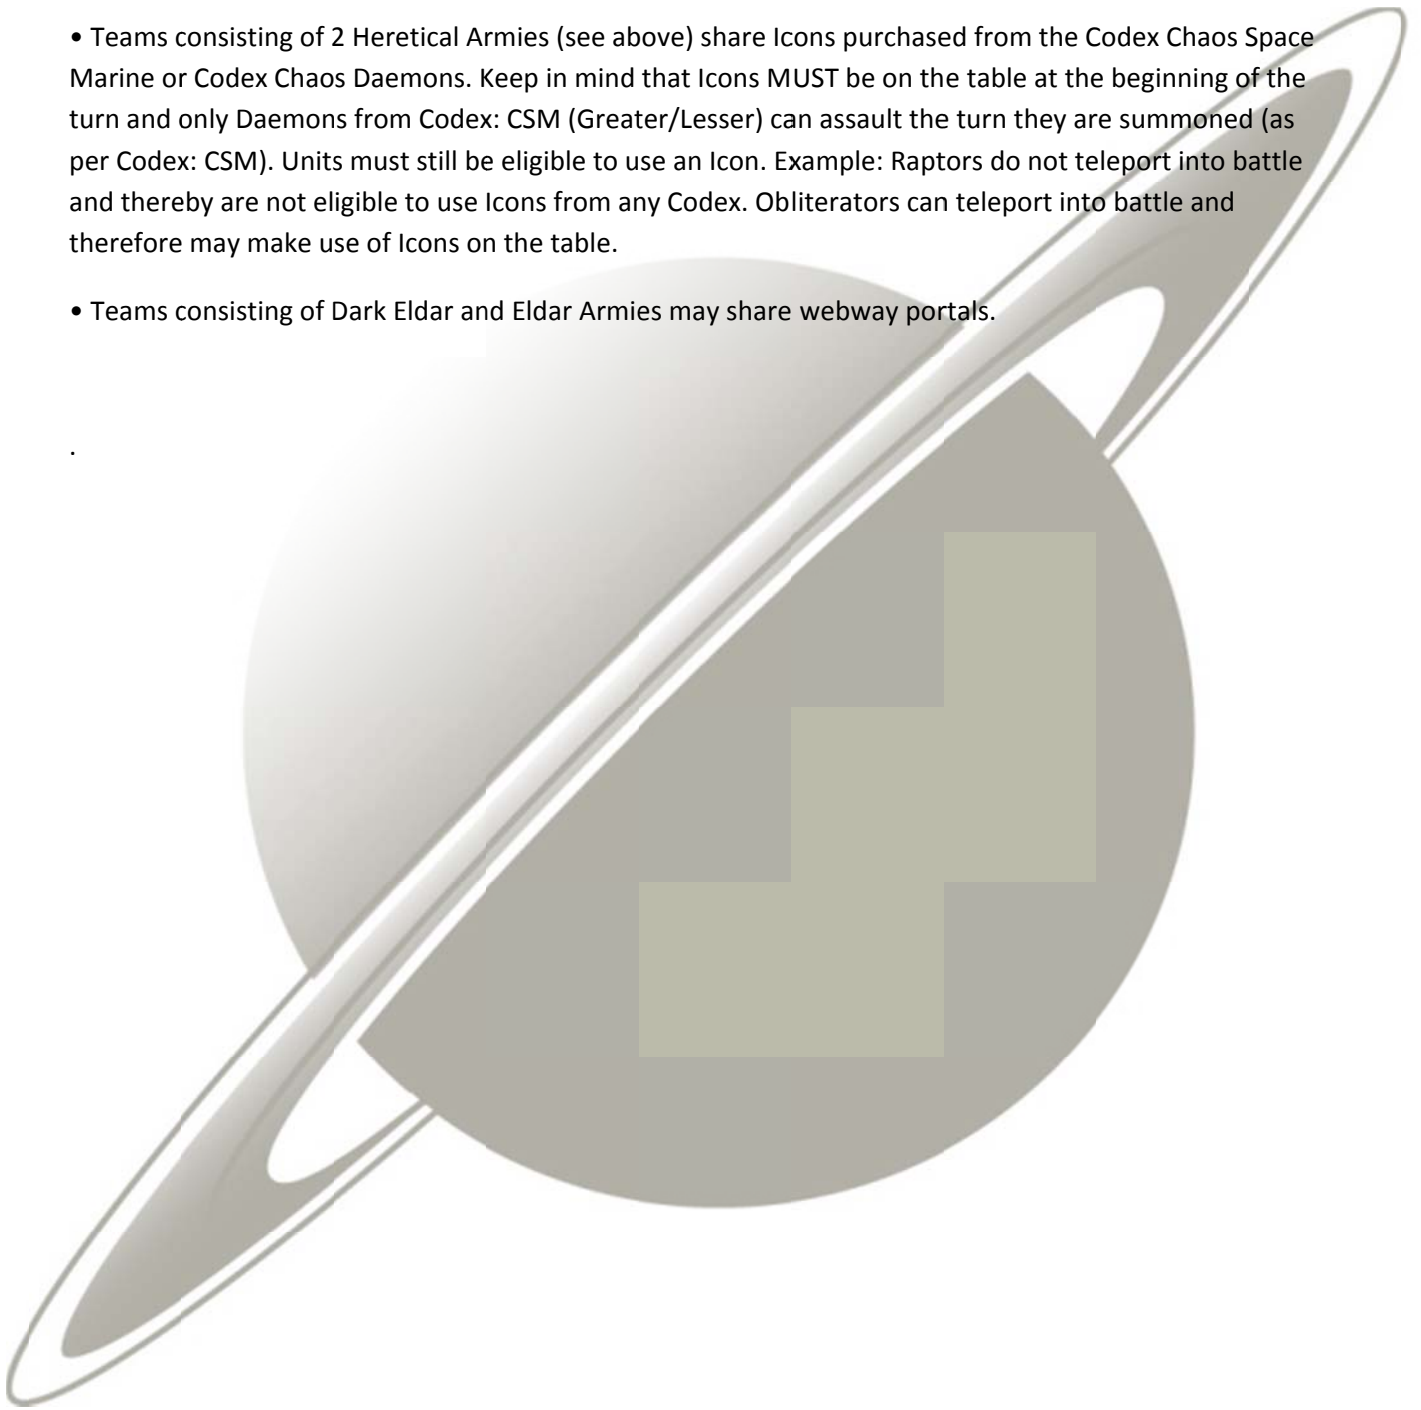 • Teams consisting of 2 Heretical Armies (see above) share Icons purchased from the Codex Chaos Space
Marine or Codex Chaos Daemons. Keep in mind that Icons MUST be on the table at the beginning of the
turn and only Daemons from Codex: CSM (Greater/Lesser) can assault the turn they are summoned (as
per Codex: CSM). Units must still be eligible to use an Icon. Example: Raptors do not teleport into battle
and thereby are not eligible to use Icons from any Codex. Obliterators can teleport into battle and
therefore may make use of Icons on the table.
• Teams consisting of Dark Eldar and Eldar Armies may share webway portals.
.